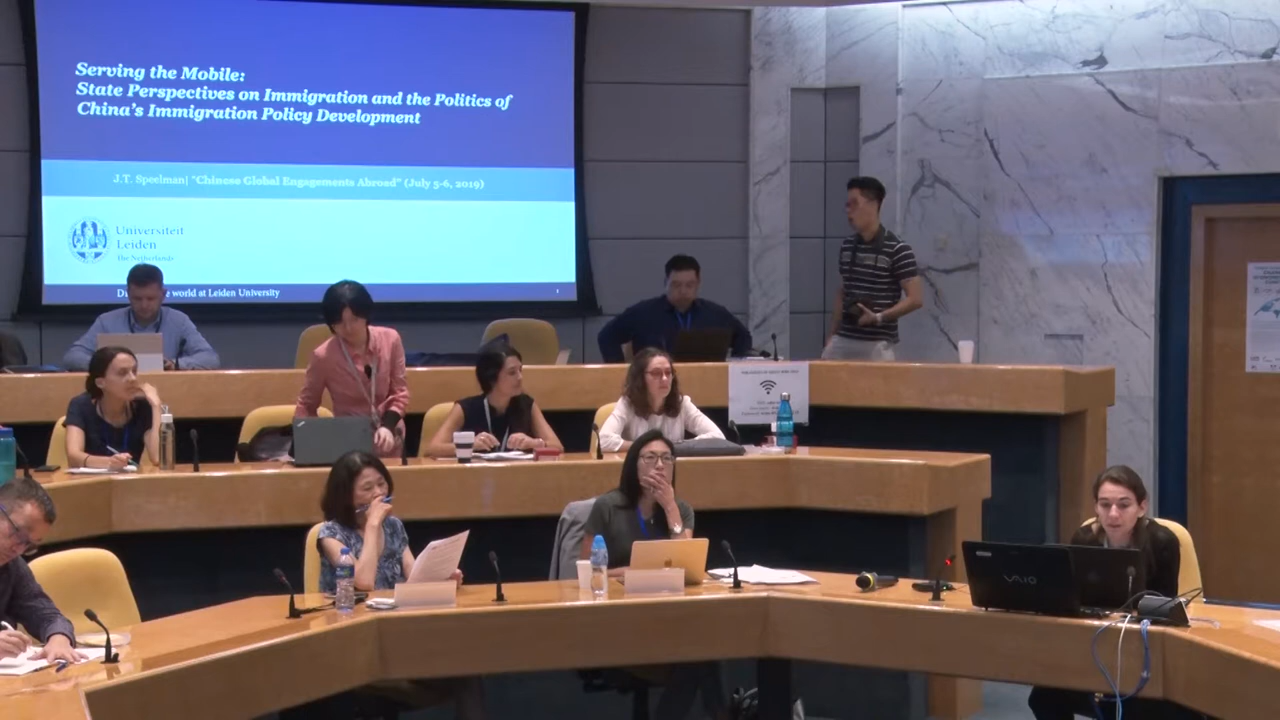 Serving the Mobile:
State Perspectives on Immigration and the Politics of
China's Immigration Policy Development
J.T. Speelman| "Chinese Global Engagements Abroad" (July 5-6, 2019)
Universiteit
Leiden
The Netherlands
world at Leiden University
1
VAIO